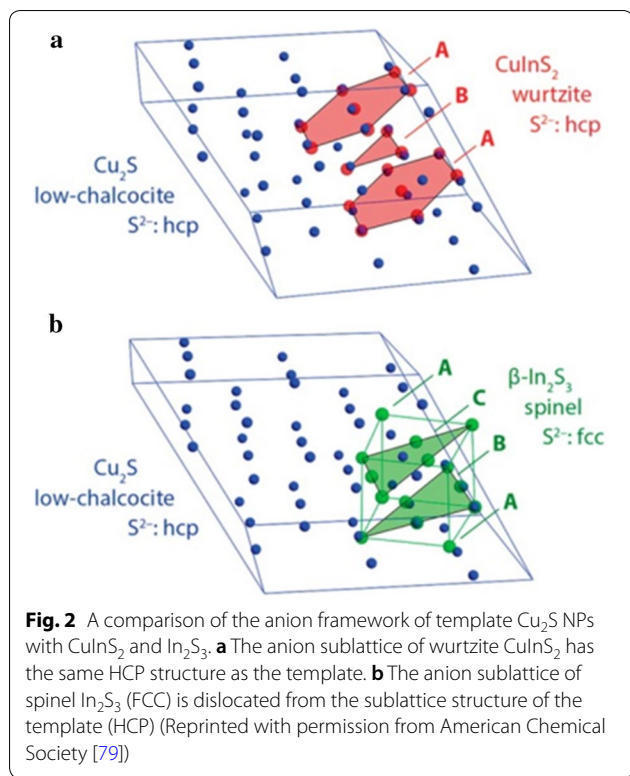 a
A
CuInS₂
wurtzite
S²⁻: hcp
B
A
Cu₂S
low-chalcocite
S²⁻: hcp
b
A
C
β-In₂S₃
spinel
S²⁻: fcc
B
A
Cu₂S
low-chalcocite
S²⁻: hcp
Fig. 2 A comparison of the anion framework of template Cu₂S NPs
with CuInS₂ and In₂S₃. a The anion sublattice of wurtzite CuInS₂ has
the same HCP structure as the template. b The anion sublattice of
spinel In₂S₃ (FCC) is dislocated from the sublattice structure of the
template (HCP) (Reprinted with permission from American Chemical
Society [79])